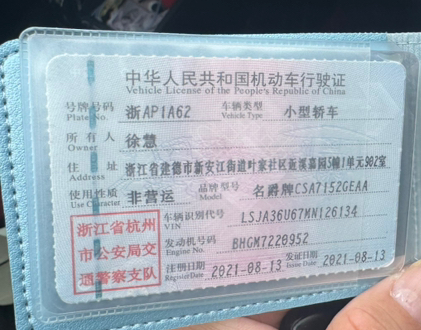 中华人民共和国机动车行驶证
Vehicle License of the People's Republic of China
号牌号码 浙AP1A62 车辆类型 小型轿车
Plate No. Vehicle Type
所有人 徐慧
Owner
住址 浙江省建德市新安江街道叶家社区近溪嘉园5幢1单元902室
Address
使用性质 非营运 品牌型号 名爵牌CSA7152GEAA
Use Character Model
车辆识别代号 LSJA36U67MN126134
VIN
发动机号码 BHGM7220952
Engine No.
注册日期 2021-08-13 发证日期 2021-08-13
Register Date Issue Date
浙江省杭州
市公安局交
通警察支队